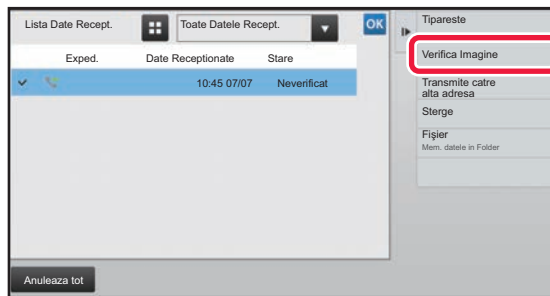 Lista Date Recept.
Toate Datele Recept.
OK
Exped.
Date Receptionate
Stare
10:45 07/07
Neverificat
Anuleaza tot
Tipareste
Verifica Imagine
Transmite catre
alta adresa
Sterge
Fişier
Mem. datele in Folder